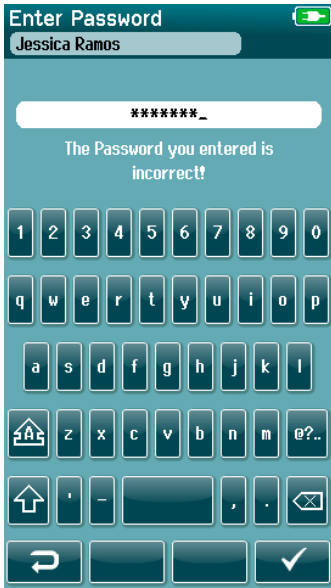 Enter Password
Jessica Ramos
*******_
The Password you entered is
incorrect!
1 2 3 4 5 6 7 8 9 0
q w e r t y u i o p
a s d f g h j k l
A z x c v b n m @?..
' - , .